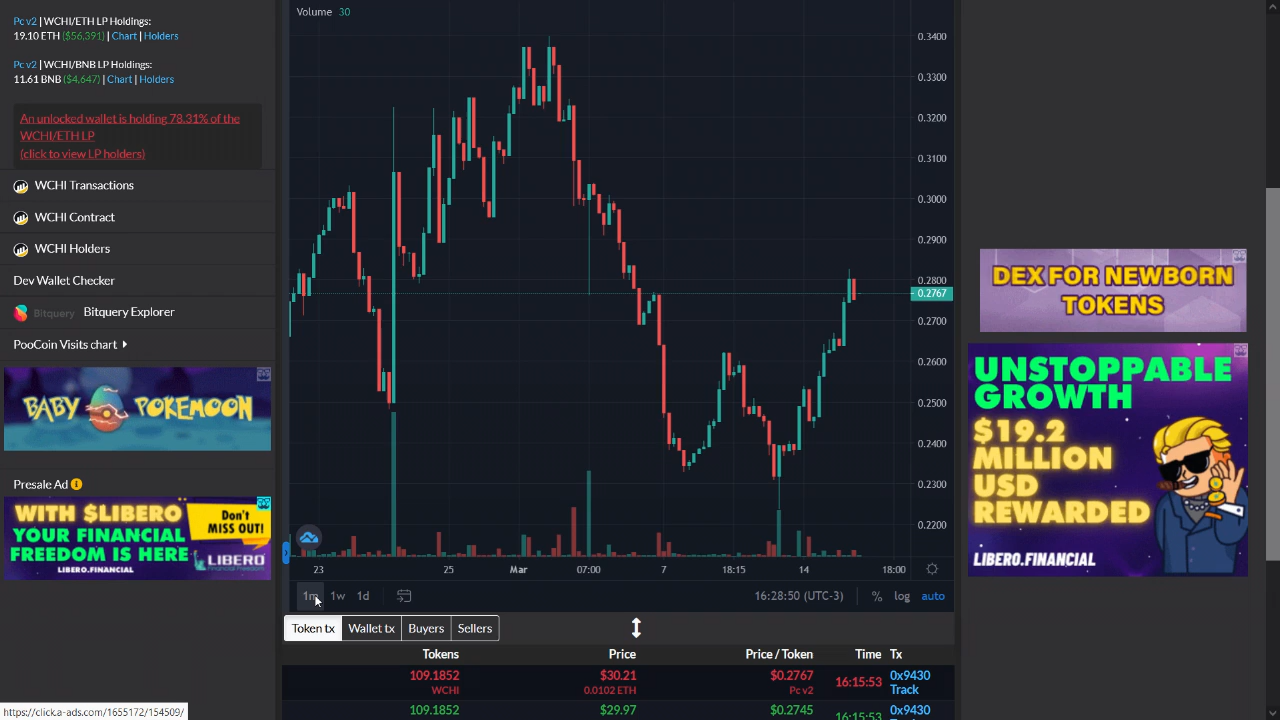 Pc v2 | WCHI/ETH LP Holdings:
19.10 ETH ($56,391) | Chart | Holders
Pc v2 | WCHI/BNB LP Holdings:
11.61 BNB ($4,647) | Chart | Holders
An unlocked wallet is holding 78.31% of the
WCHI/ETH LP
(click to view LP holders)
WCHI Transactions
WCHI Contract
WCHI Holders
Dev Wallet Checker
Bitquery Bitquery Explorer
PooCoin Visits chart
BABY POKEMOON
Presale Ad
WITH $LIBERO
YOUR FINANCIAL
FREEDOM IS HERE
LIBERO.FINANCIAL
Don't
MISS OUT!
LIBERO
https://click.a-ads.com/1655172/154509/
Volume 30
0.3400
0.3300
0.3200
0.3100
0.3000
0.2900
0.2800
0.2767
0.2700
0.2600
0.2500
0.2400
0.2300
0.2200
23 25 Mar 07:00 7 18:15 14 18:00
1m 1w 1d 16:28:50 (UTC-3) % log auto
Token tx Wallet tx Buyers Sellers
Tokens Price Price / Token Time Tx
109.1852 $30.21 $0.2767 16:15:53 0x9430
WCHI 0.0102 ETH Pc v2 Track
109.1852 $29.97 $0.2745 16:15:53 0x9430
DEX FOR NEWBORN
TOKENS
UNSTOPPABLE
GROWTH
$19.2
MILLION
USD
REWARDED
LIBERO.FINANCIAL